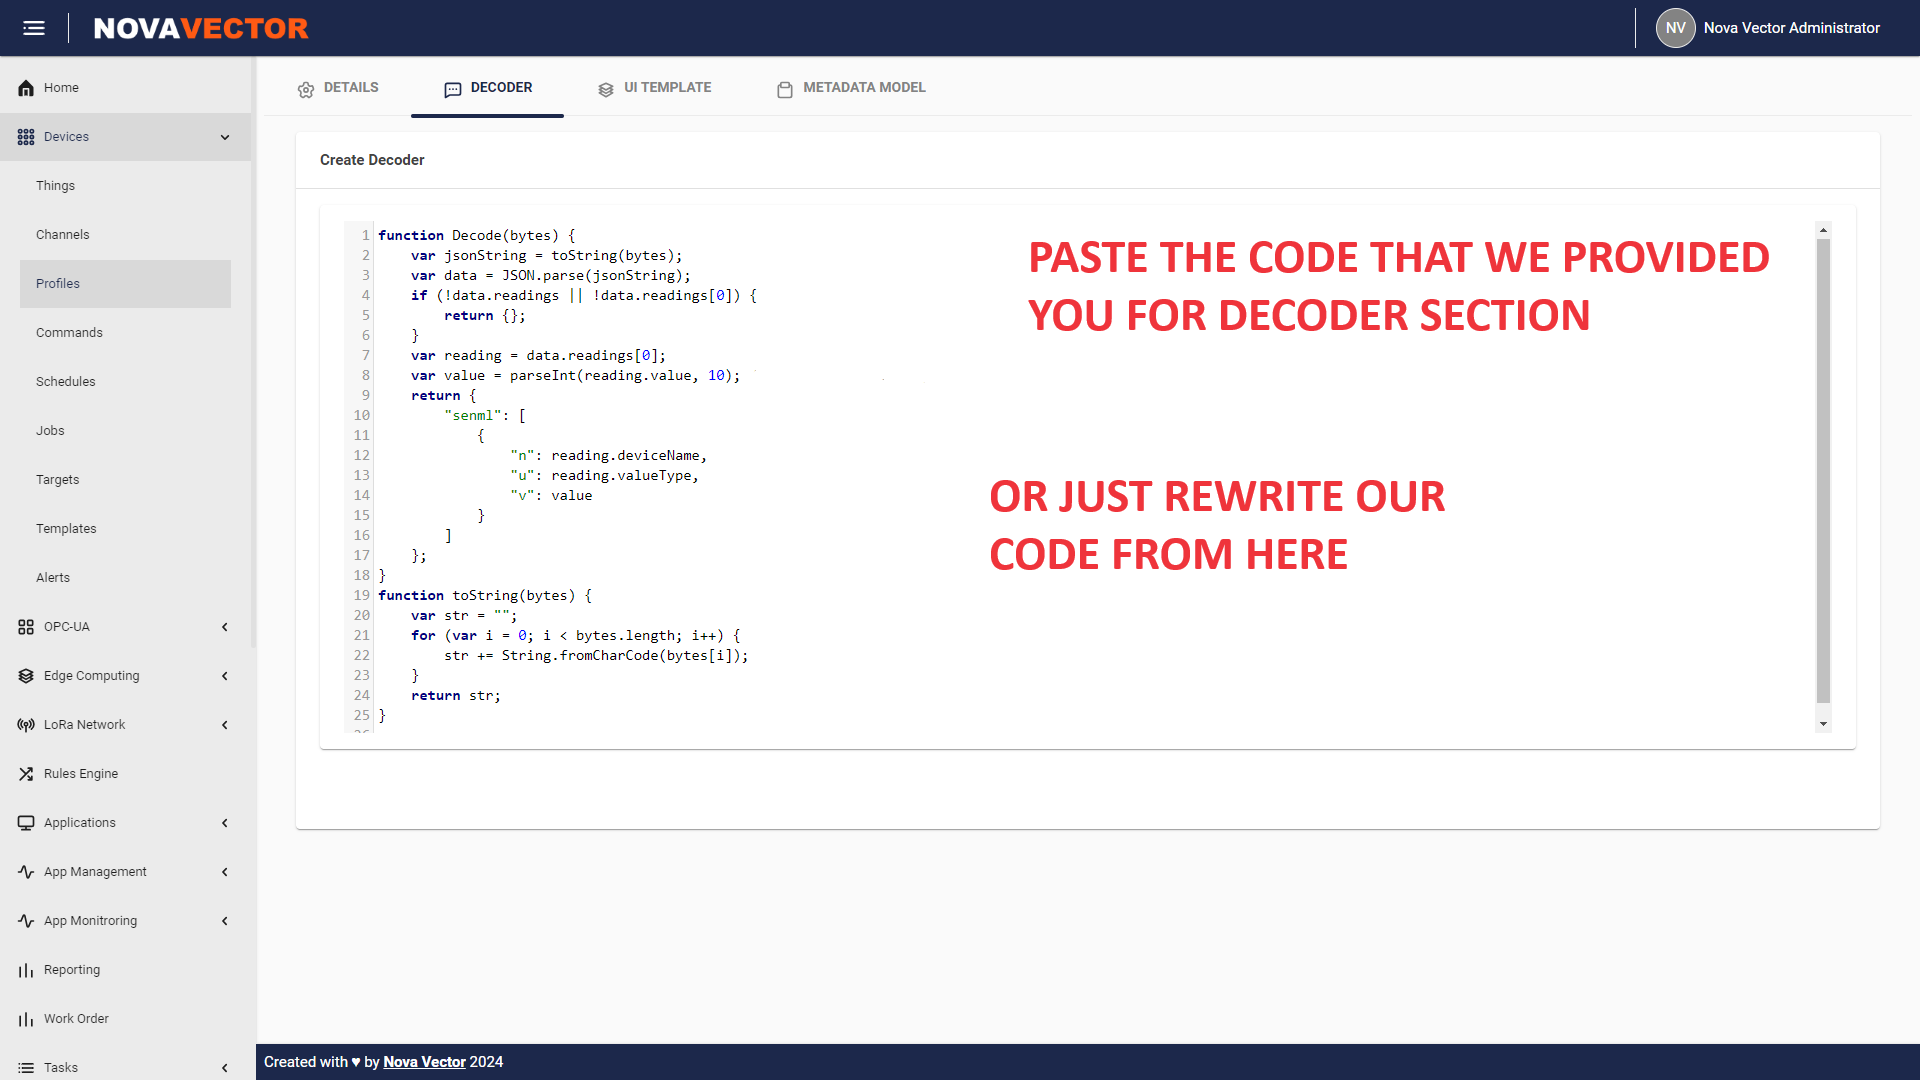 NOVAVECTOR
NV Nova Vector Administrator
Home
Devices
Things
Channels
Profiles
Commands
Schedules
Jobs
Targets
Templates
Alerts
OPC-UA
Edge Computing
LoRa Network
Rules Engine
Applications
App Management
App Monitroring
Reporting
Work Order
Tasks
DETAILS DECODER UI TEMPLATE METADATA MODEL
Create Decoder
1 function Decode(bytes) {
2     var jsonString = toString(bytes);
3     var data = JSON.parse(jsonString);
4     if (!data.readings || !data.readings[0]) {
5         return {};
6     }
7     var reading = data.readings[0];
8     var value = parseInt(reading.value, 10);
9     return {
10         "senml": [
11             {
12                 "n": reading.deviceName,
13                 "u": reading.valueType,
14                 "v": value
15             }
16         ]
17     };
18 }
19 function toString(bytes) {
20     var str = "";
21     for (var i = 0; i < bytes.length; i++) {
22         str += String.fromCharCode(bytes[i]);
23     }
24     return str;
25 }
PASTE THE CODE THAT WE PROVIDED
YOU FOR DECODER SECTION
OR JUST REWRITE OUR
CODE FROM HERE
Created with ♥ by Nova Vector 2024